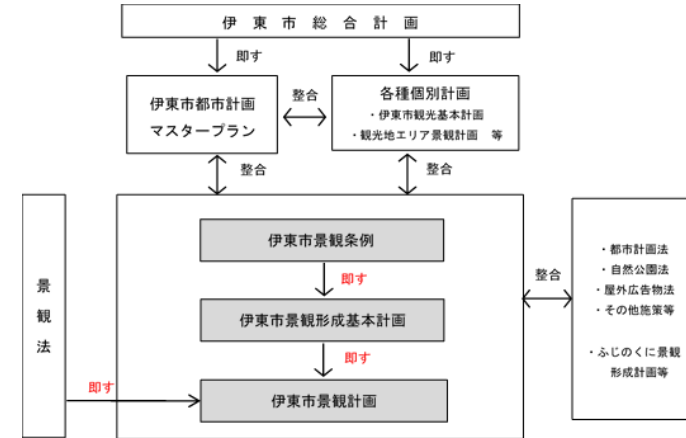 伊東市総合計画
即す
即す
伊東市都市計画
マスタープラン
整合
各種個別計画
・伊東市観光基本計画
・観光地エリア景観計画 等
整合
整合
景観法
伊東市景観条例
即す
伊東市景観形成基本計画
即す
伊東市景観計画
即す
整合
・都市計画法
・自然公園法
・屋外広告物法
・その他施策等
・ふじのくに景観
形成計画等